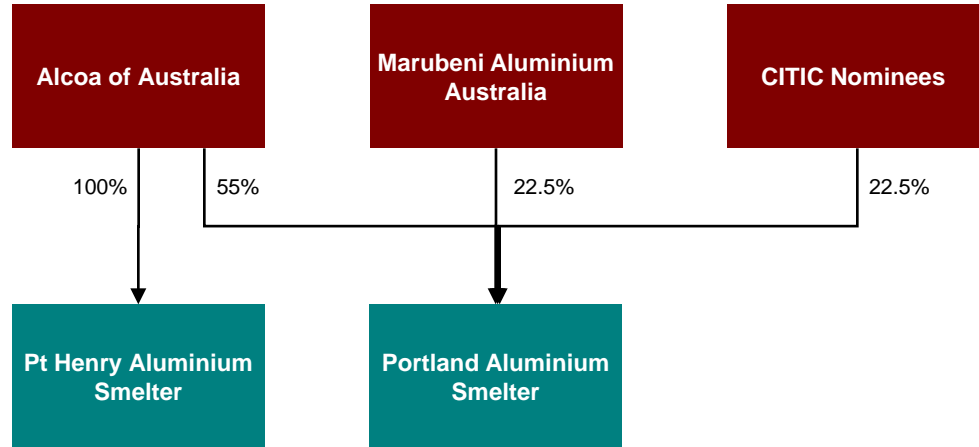 Alcoa of Australia
Marubeni Aluminium
Australia
CITIC Nominees
100%
55%
22.5%
22.5%
Pt Henry Aluminium
Smelter
Portland Aluminium
Smelter